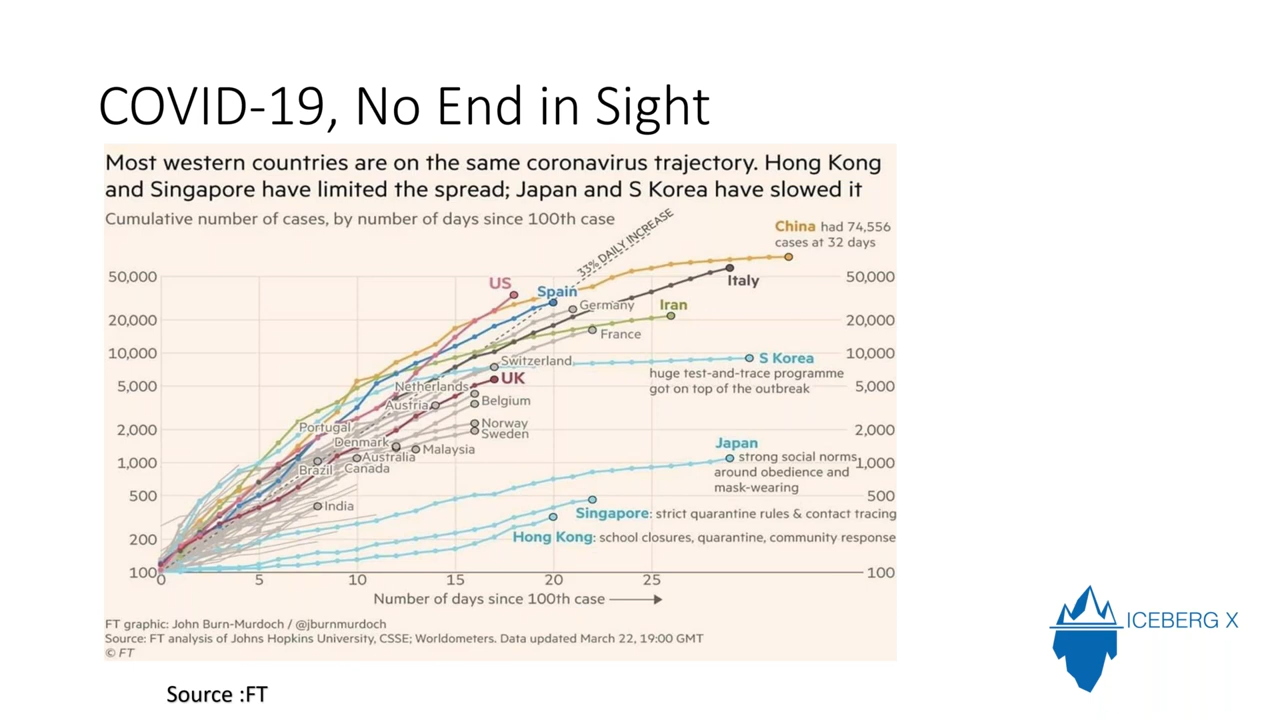 COVID-19, No End in Sight
Most western countries are on the same coronavirus trajectory. Hong Kong
and Singapore have limited the spread; Japan and S Korea have slowed it
Cumulative number of cases, by number of days since 100th case
33% DAILY INCREASE
China had 74,556
cases at 32 days
50,000
US
Spain
Italy
50,000
Germany
Iran
20,000
France
20,000
10,000
Switzerland
S Korea
10,000
huge test-and-trace programme
got on top of the outbreak
5,000
Netherlands
UK
5,000
Austria
Belgium
2,000
Portugal
Norway
Sweden
2,000
Denmark
Malaysia
Japan
strong social norms
around obedience and
mask-wearing
1,000
Brazil
Canada
Australia
1,000
500
India
500
Singapore: strict quarantine rules & contact tracing
200
Hong Kong: school closures, quarantine, community response
100
100
0
5
10
15
20
25
Number of days since 100th case
FT graphic: John Burn-Murdoch / @jburnmurdoch
Source: FT analysis of Johns Hopkins University, CSSE; Worldometers. Data updated March 22, 19:00 GMT
© FT
Source :FT
ICEBERG X